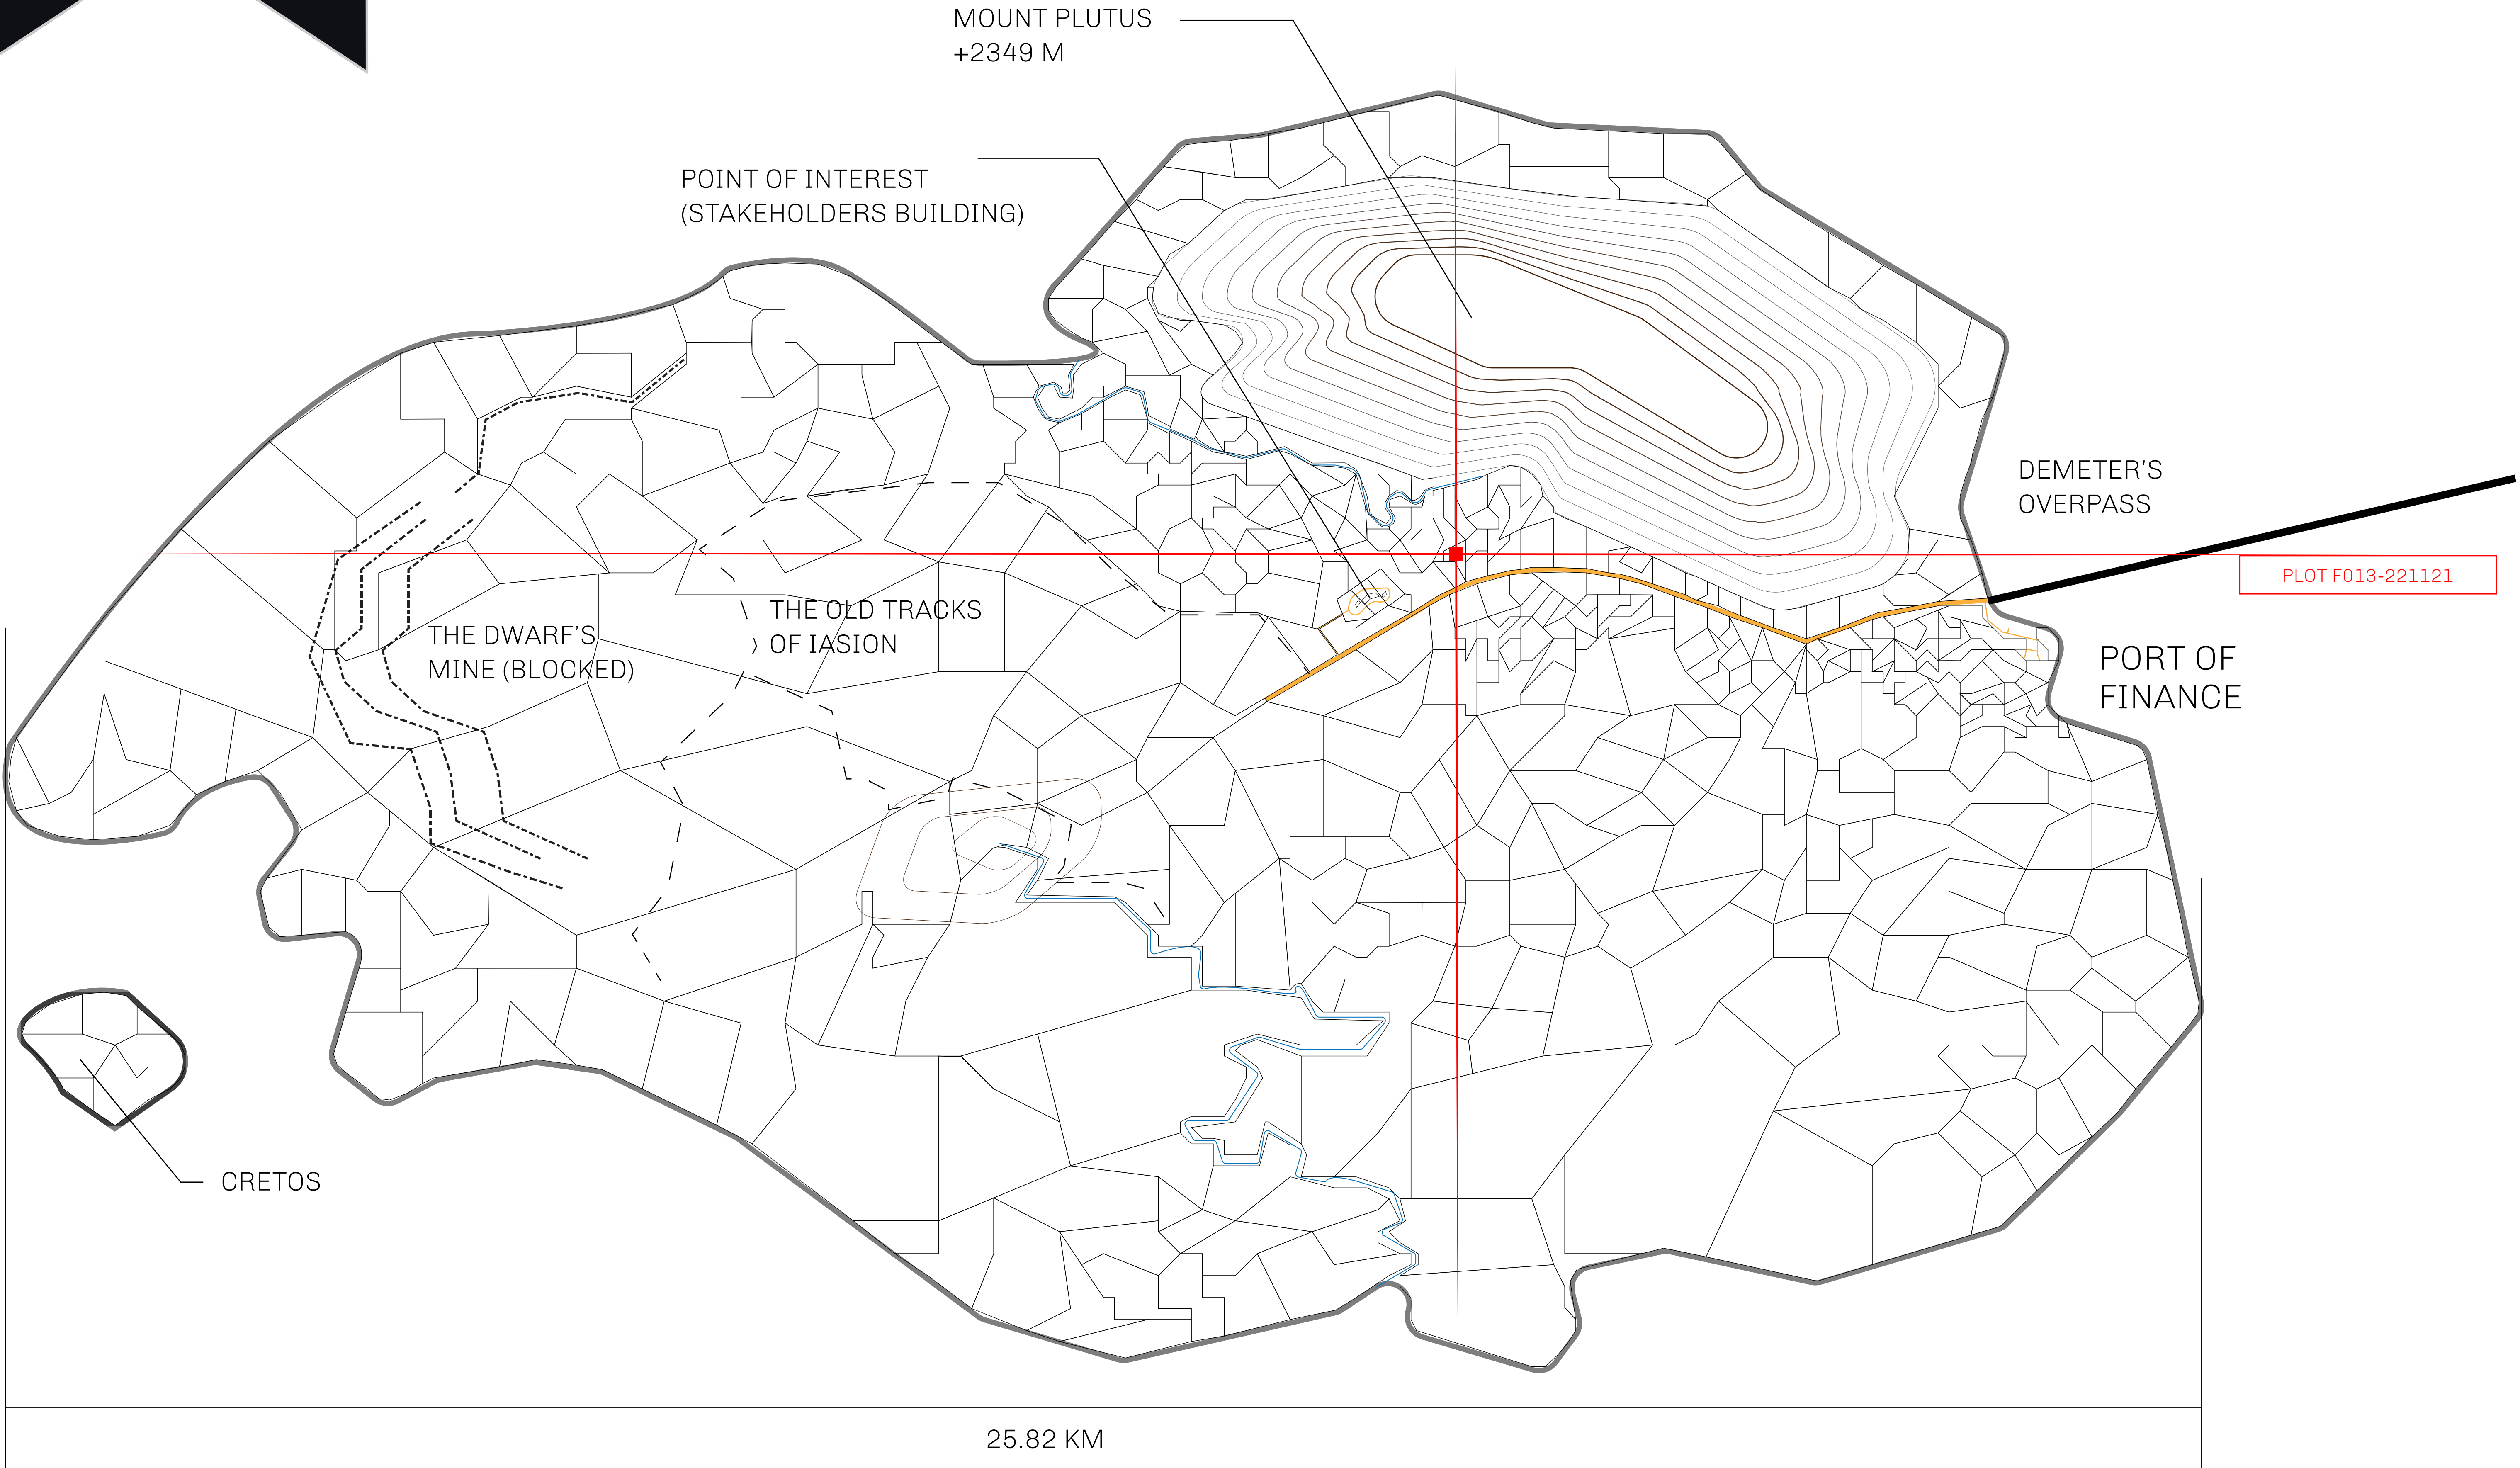 MOUNT PLUTUS
+2349 M
POINT OF INTEREST
(STAKEHOLDERS BUILDING)
DEMETER'S
OVERPASS
PLOT F013-221121
THE OLD TRACKS
OF IASION
THE DWARF'S
MINE (BLOCKED)
PORT OF
FINANCE
CRETOS
25.82 KM